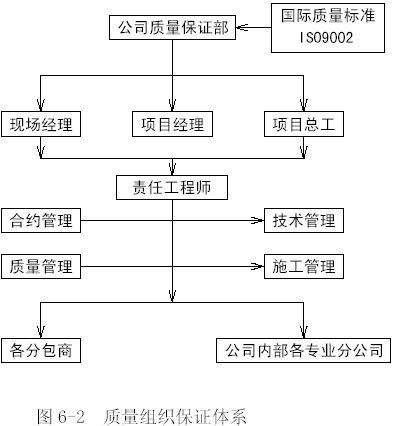 公司质量保证部
国际质量标准
ISO9002
现场经理
项目经理
项目总工
责任工程师
合约管理
技术管理
质量管理
施工管理
各分包商
公司内部各专业分公司
图 6-2 质量组织保证体系